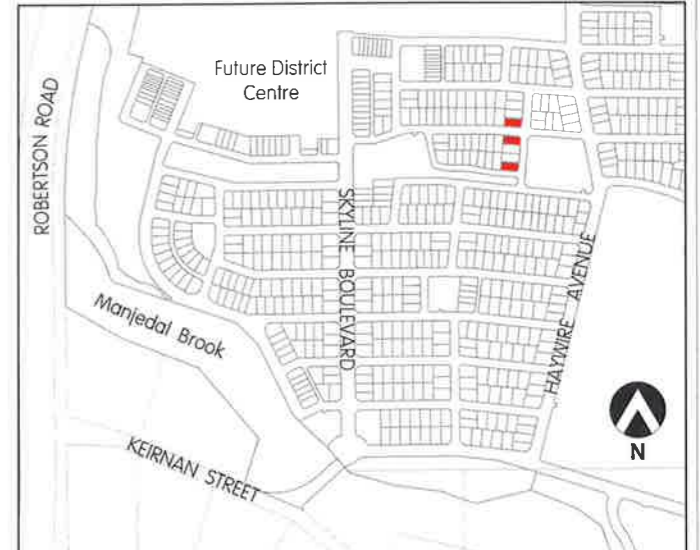 Future District
Centre
ROBERTSON ROAD
SKYLINE BOULEVARD
HAYWIRE AVENUE
Manjedal Brook
KEIRNAN STREET
N